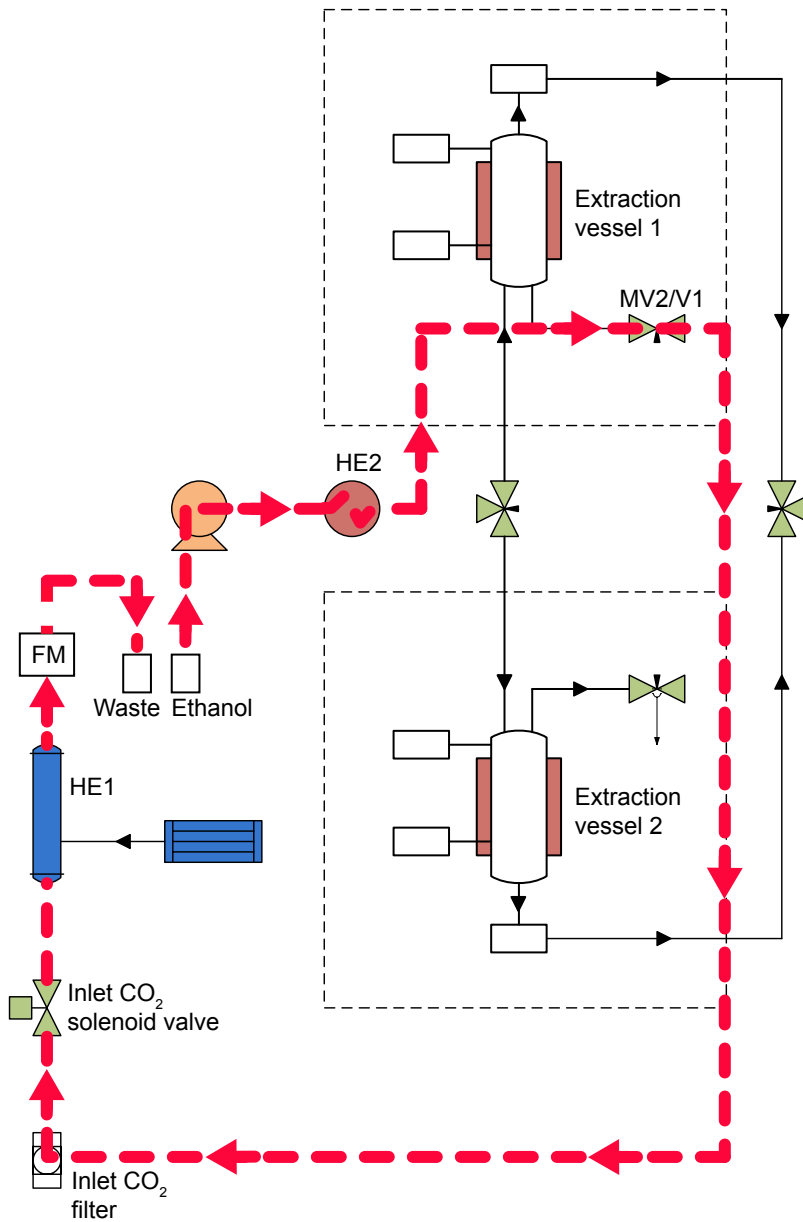 Extraction
vessel 1
MV2/V1
HE2
FM
Waste
Ethanol
HE1
Extraction
vessel 2
Inlet CO₂
solenoid valve
Inlet CO₂
filter